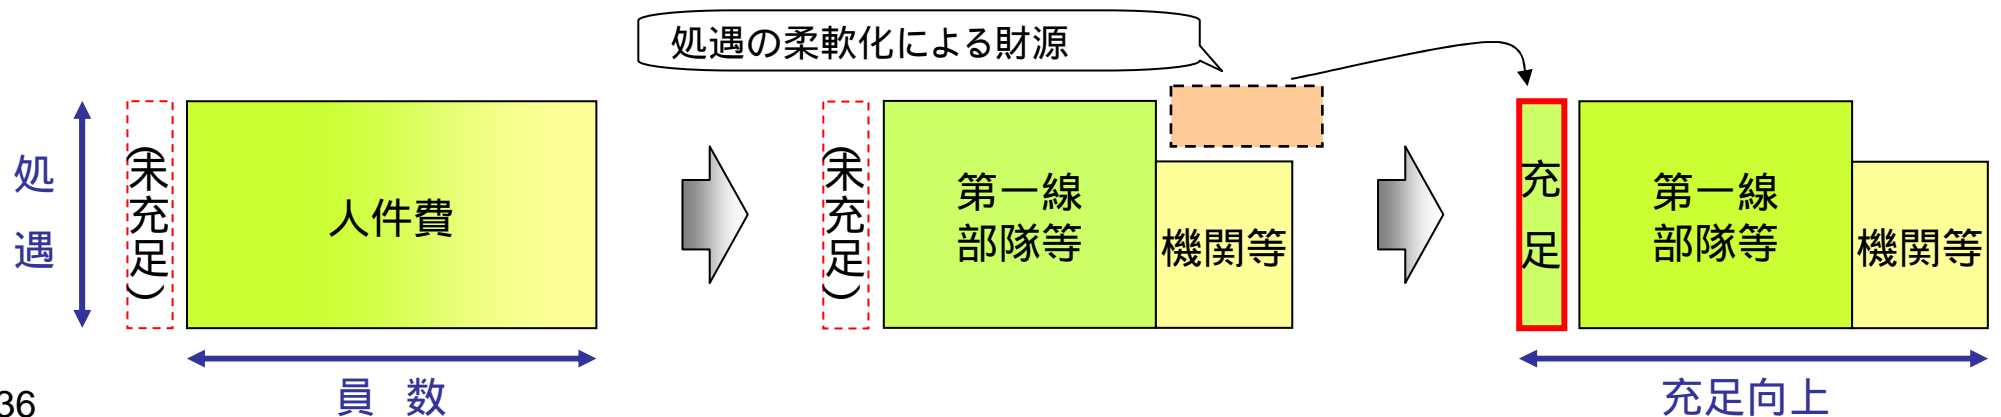 処遇の柔軟化による財源
処遇
(未充足)
人件費
員 数
(未充足)
第一線
部隊等
機関等
充足
第一線
部隊等
機関等
充足向上
36